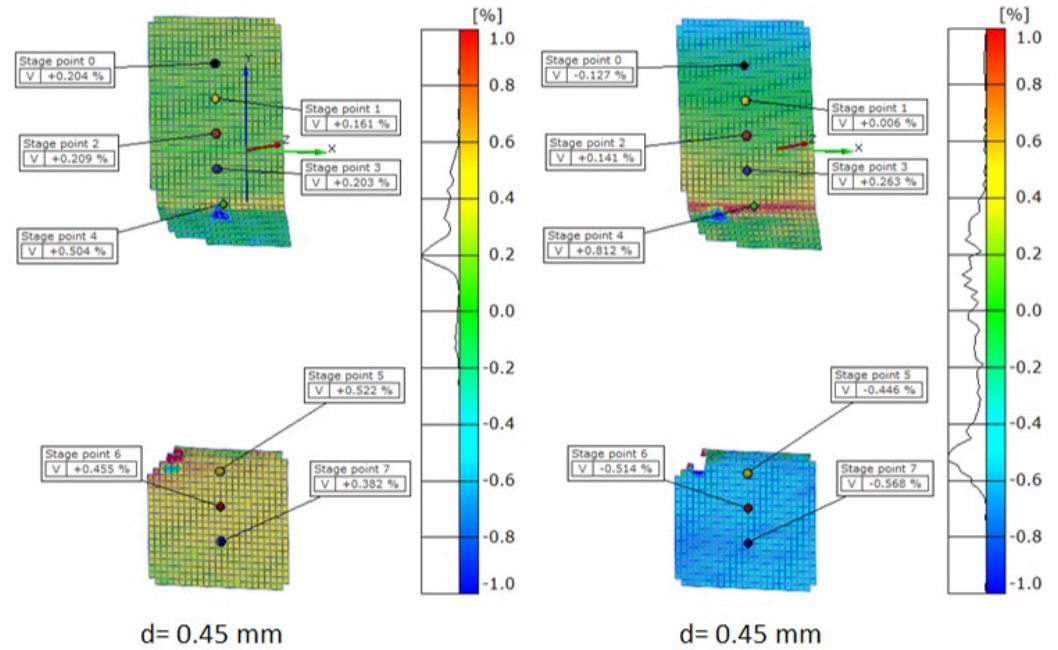 [%]
1.0
0.8
0.6
0.4
0.2
0.0
-0.2
-0.4
-0.6
-0.8
-1.0
Stage point 0
V +0.204 %
Stage point 1
V +0.161 %
Stage point 2
V +0.209 %
Stage point 3
V +0.203 %
Stage point 4
V +0.504 %
Y
Z
X
Stage point 5
V +0.522 %
Stage point 6
V +0.455 %
Stage point 7
V +0.382 %
d= 0.45 mm
[%]
1.0
0.8
0.6
0.4
0.2
0.0
-0.2
-0.4
-0.6
-0.8
-1.0
Stage point 0
V -0.127 %
Stage point 1
V +0.006 %
Stage point 2
V +0.141 %
Stage point 3
V +0.263 %
Stage point 4
V +0.812 %
Z
X
Stage point 5
V -0.446 %
Stage point 6
V -0.514 %
Stage point 7
V -0.568 %
d= 0.45 mm